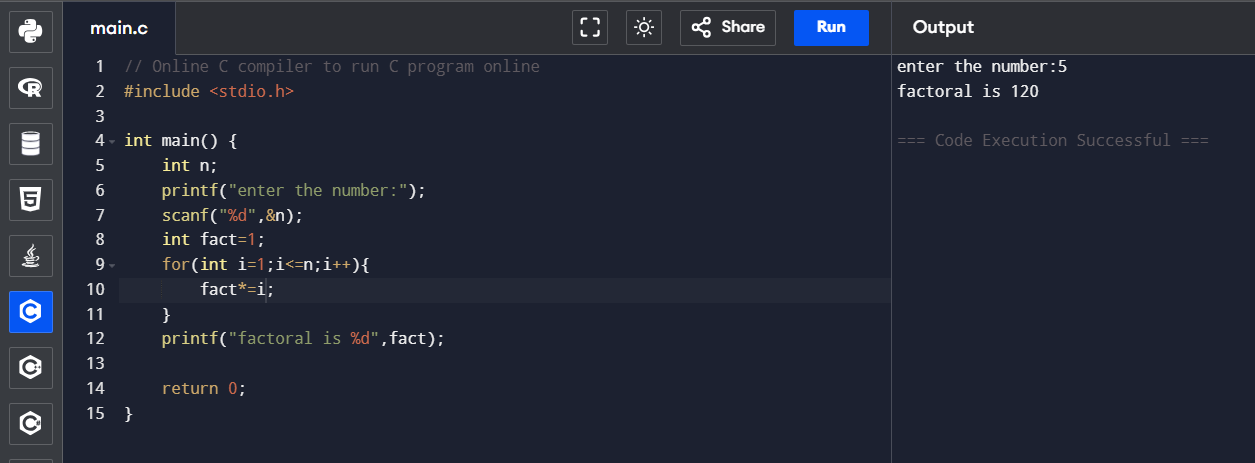 main.c
Share
Run
Output
1 // Online C compiler to run C program online
2 #include <stdio.h>
3
4 int main() {
5     int n;
6     printf("enter the number:");
7     scanf("%d",&n);
8     int fact=1;
9     for(int i=1;i<=n;i++){
10         fact*=i;
11     }
12     printf("factoral is %d",fact);
13
14     return 0;
15 }
enter the number:5
factoral is 120
=== Code Execution Successful ===